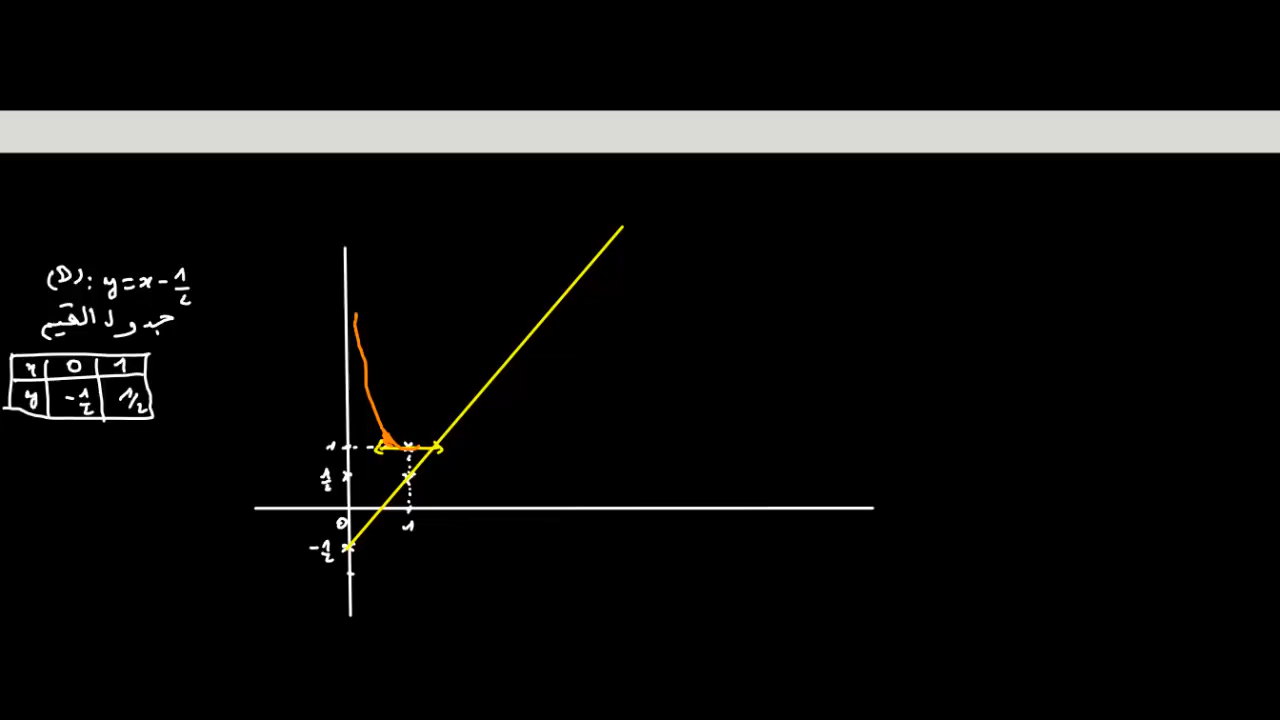 (D): y = x - 1/2
جدول القيم
x 0 1
y -1/2 1/2
1
1/2
0 1
-1/2